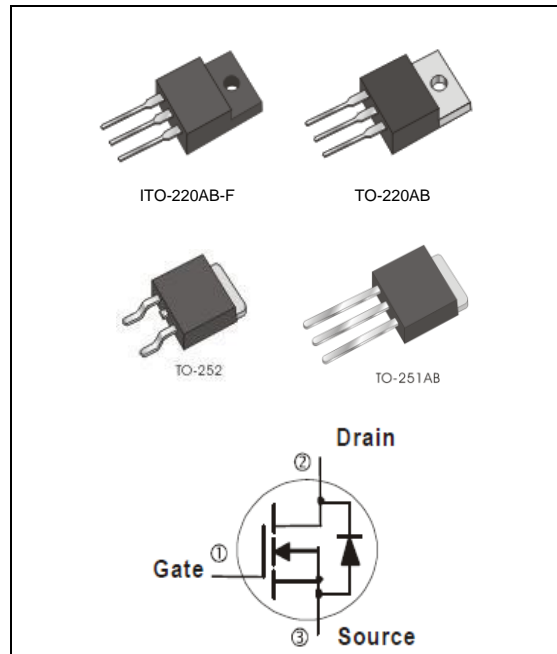 ITO-220AB-F
TO-220AB
TO-252
TO-251AB
Drain
②
①
Gate
③
Source